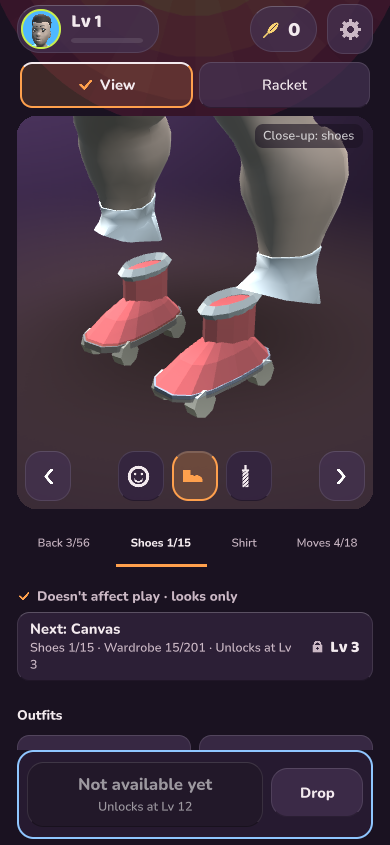 Lv 1
0
View
Racket
Close-up: shoes
Back 3/56
Shoes 1/15
Shirt
Moves 4/18
Doesn't affect play · looks only
Next: Canvas
Shoes 1/15 · Wardrobe 15/201 · Unlocks at Lv
3
Lv 3
Outfits
Not available yet
Unlocks at Lv 12
Drop